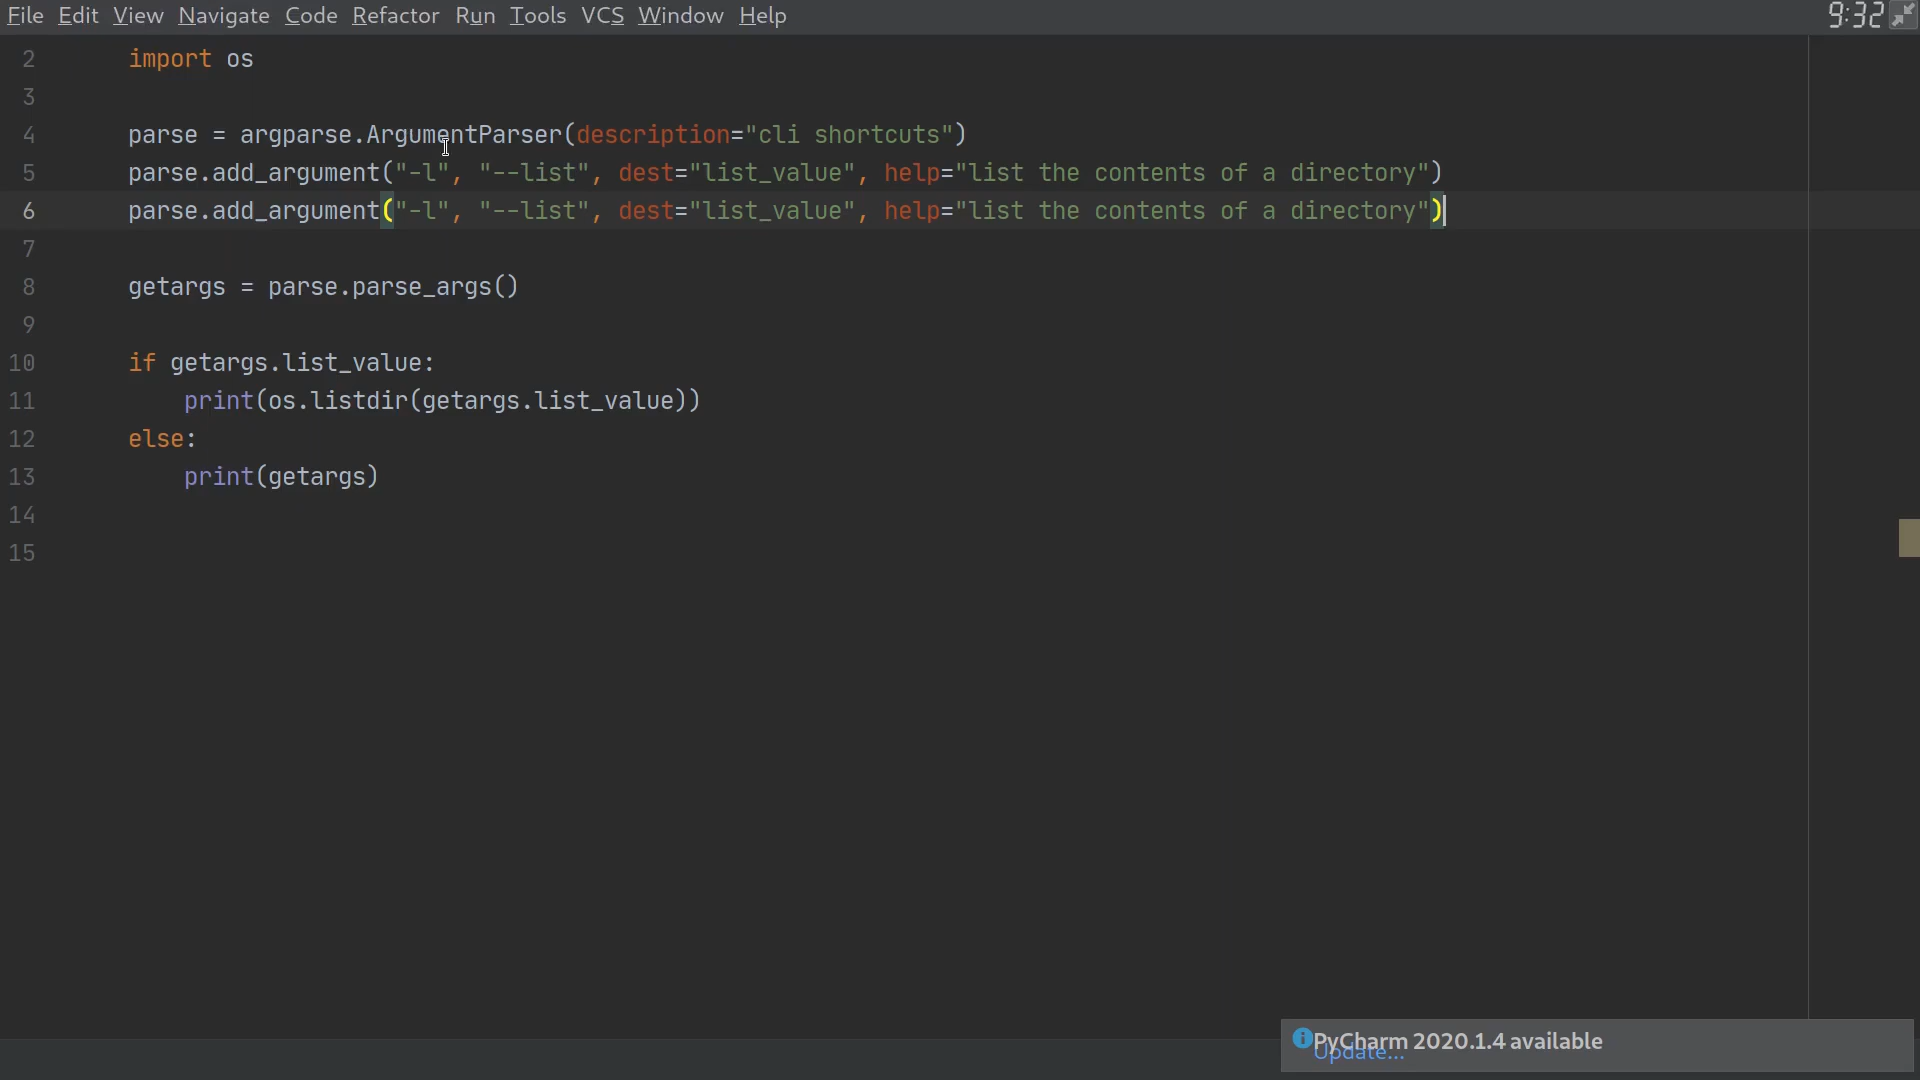 File Edit View Navigate Code Refactor Run Tools VCS Window Help 9:32
2 import os
3
4 parse = argparse.ArgumentParser(description="cli shortcuts")
5 parse.add_argument("-l", "--list", dest="list_value", help="list the contents of a directory")
6 parse.add_argument("-l", "--list", dest="list_value", help="list the contents of a directory")
7
8 getargs = parse.parse_args()
9
10 if getargs.list_value:
11     print(os.listdir(getargs.list_value))
12 else:
13     print(getargs)
14
15
PyCharm 2020.1.4 available
Update...